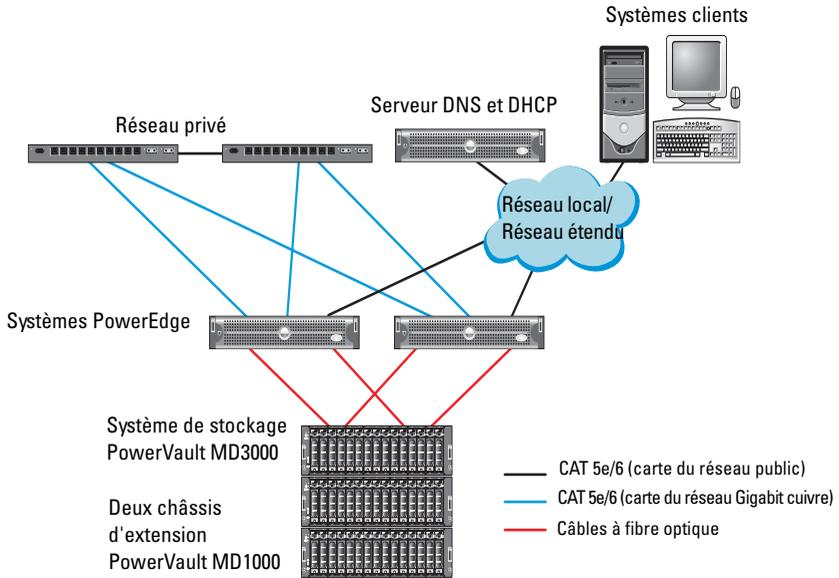 Systèmes clients
Serveur DNS et DHCP
Réseau privé
Réseau local/
Réseau étendu
Systèmes PowerEdge
Système de stockage
PowerVault MD3000
Deux châssis
d'extension
PowerVault MD1000
CAT 5e/6 (carte du réseau public)
CAT 5e/6 (carte du réseau Gigabit cuivre)
Câbles à fibre optique